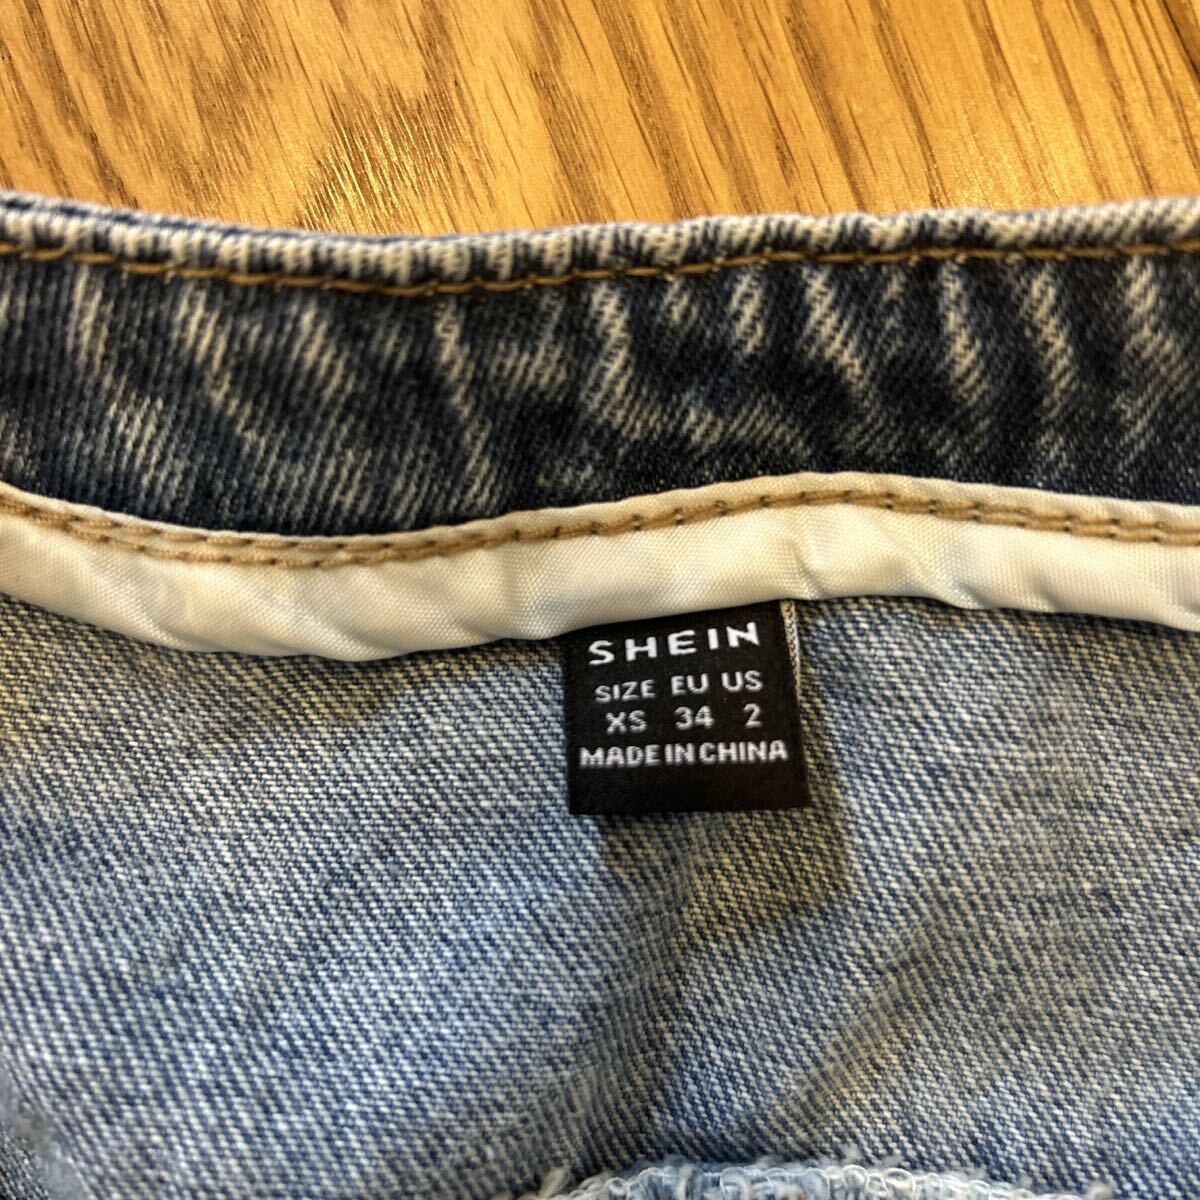 SHEIN
SIZE EU US
XS 34 2
MADE IN CHINA